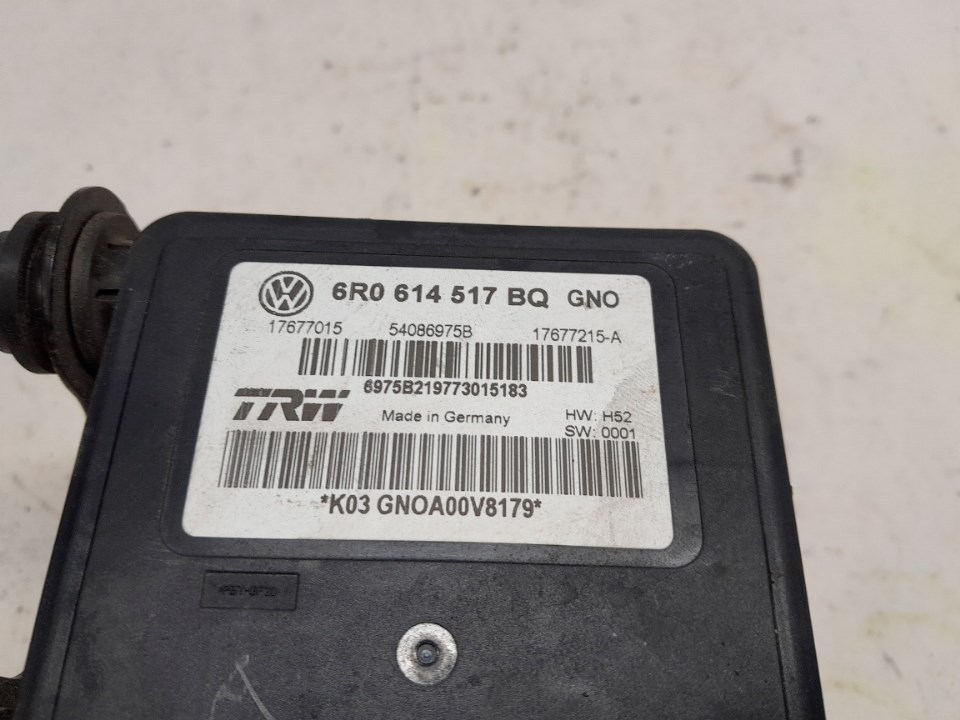 6R0 614 517 BQ GNO
17677015 54086975B 17677215-A
6975B219773015183
TRW Made in Germany HW: H52
SW: 0001
*K03 GNOA00V8179*